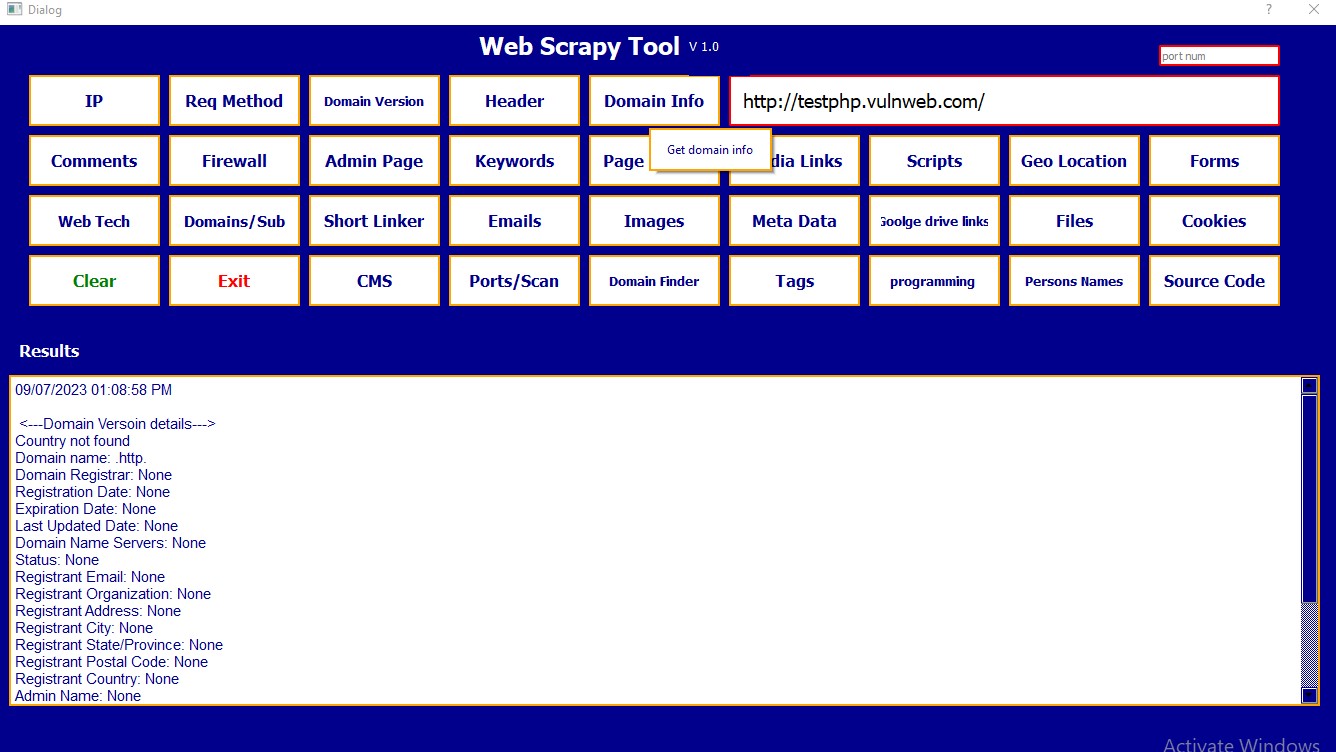 Dialog ?
Web Scrapy Tool V 1.0
port num
IP Req Method Domain Version Header Domain Info http://testphp.vulnweb.com/
Get domain info
Comments Firewall Admin Page Keywords Page dia Links Scripts Geo Location Forms
Web Tech Domains/Sub Short Linker Emails Images Meta Data Goolge drive links Files Cookies
Clear Exit CMS Ports/Scan Domain Finder Tags programming Persons Names Source Code
Results
09/07/2023 01:08:58 PM
<---Domain Versoin details--->
Country not found
Domain name: .http.
Domain Registrar: None
Registration Date: None
Expiration Date: None
Last Updated Date: None
Domain Name Servers: None
Status: None
Registrant Email: None
Registrant Organization: None
Registrant Address: None
Registrant City: None
Registrant State/Province: None
Registrant Postal Code: None
Registrant Country: None
Admin Name: None
Activate Windows